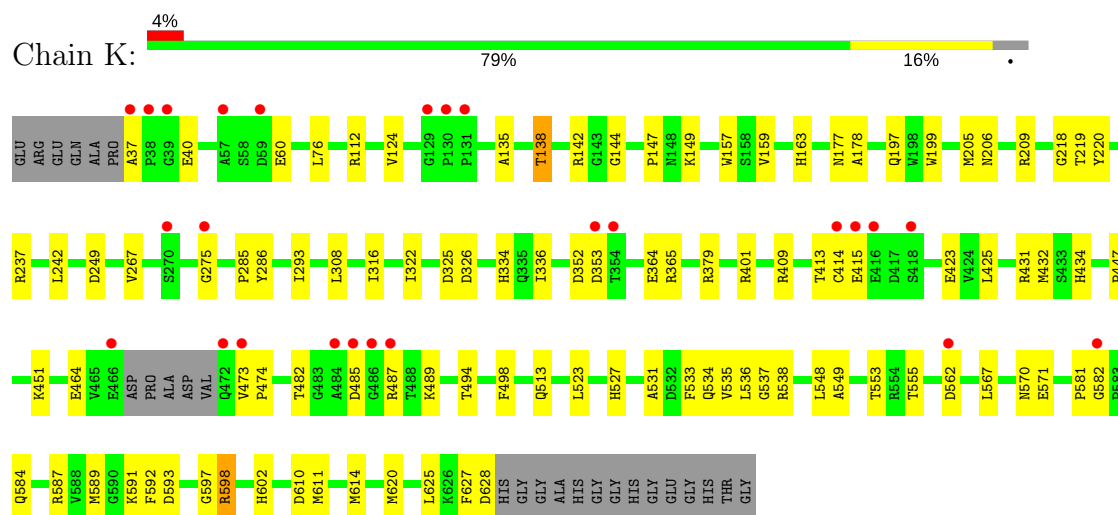 4%
Chain K:
79% 16% •
GLU ARG GLU GLN ALA PRO A37 P38 G39 E40 A57 S58 D59 E60 L76 R112 V124 G129 P130 P131 A135 T138 R142 G143 G144 P147 N148 K149 W157 S158 V159 H163 N177 A178 Q197 W198 W199 M205 N206 R209 G218 T219 Y220
R237 L242 D249 V267 S270 G275 P285 Y286 I293 L308 I316 I322 D325 D326 H334 Q335 I336 D352 D353 T354 E364 R365 R379 R401 R409 T413 C414 E415 E416 D417 S418 E423 V424 L425 R431 M432 S433 H434
K451 E464 V465 E466 ASP PRO ALA ASP VAL Q472 V473 P474 T482 G483 A484 D485 G486 R487 T488 K489 T494 F498 Q513 L523 H527 A531 D532 F533 Q534 V535 L536 G537 R538 L548 A549 T553 R554 T555 D562 L567 N570 E571 P581 G582
Q584 R587 V588 M589 G590 K591 F592 D593 G597 R598 H602 D610 M611 M614 M620 L625 K626 F627 D628 HIS GLY GLY ALA HIS GLY GLY HIS GLY GLU GLY HIS THR GLY